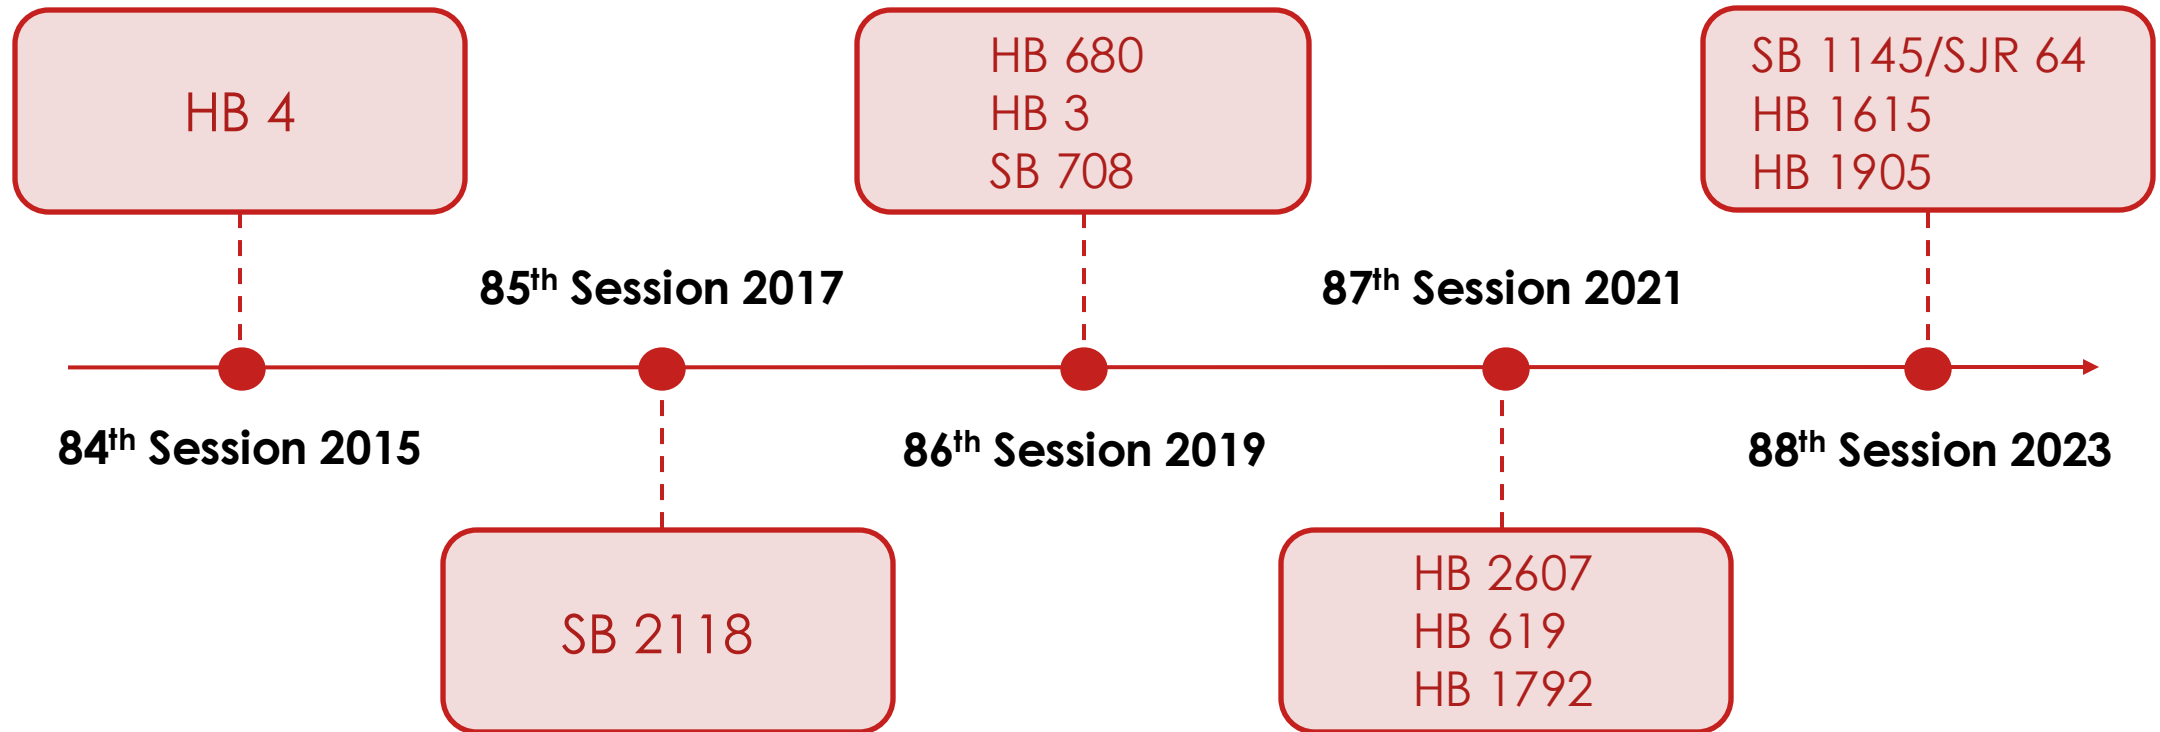 HB 4
HB 680
HB 3
SB 708
SB 1145/SJR 64
HB 1615
HB 1905
85th Session 2017
87th Session 2021
84th Session 2015
86th Session 2019
88th Session 2023
SB 2118
HB 2607
HB 619
HB 1792